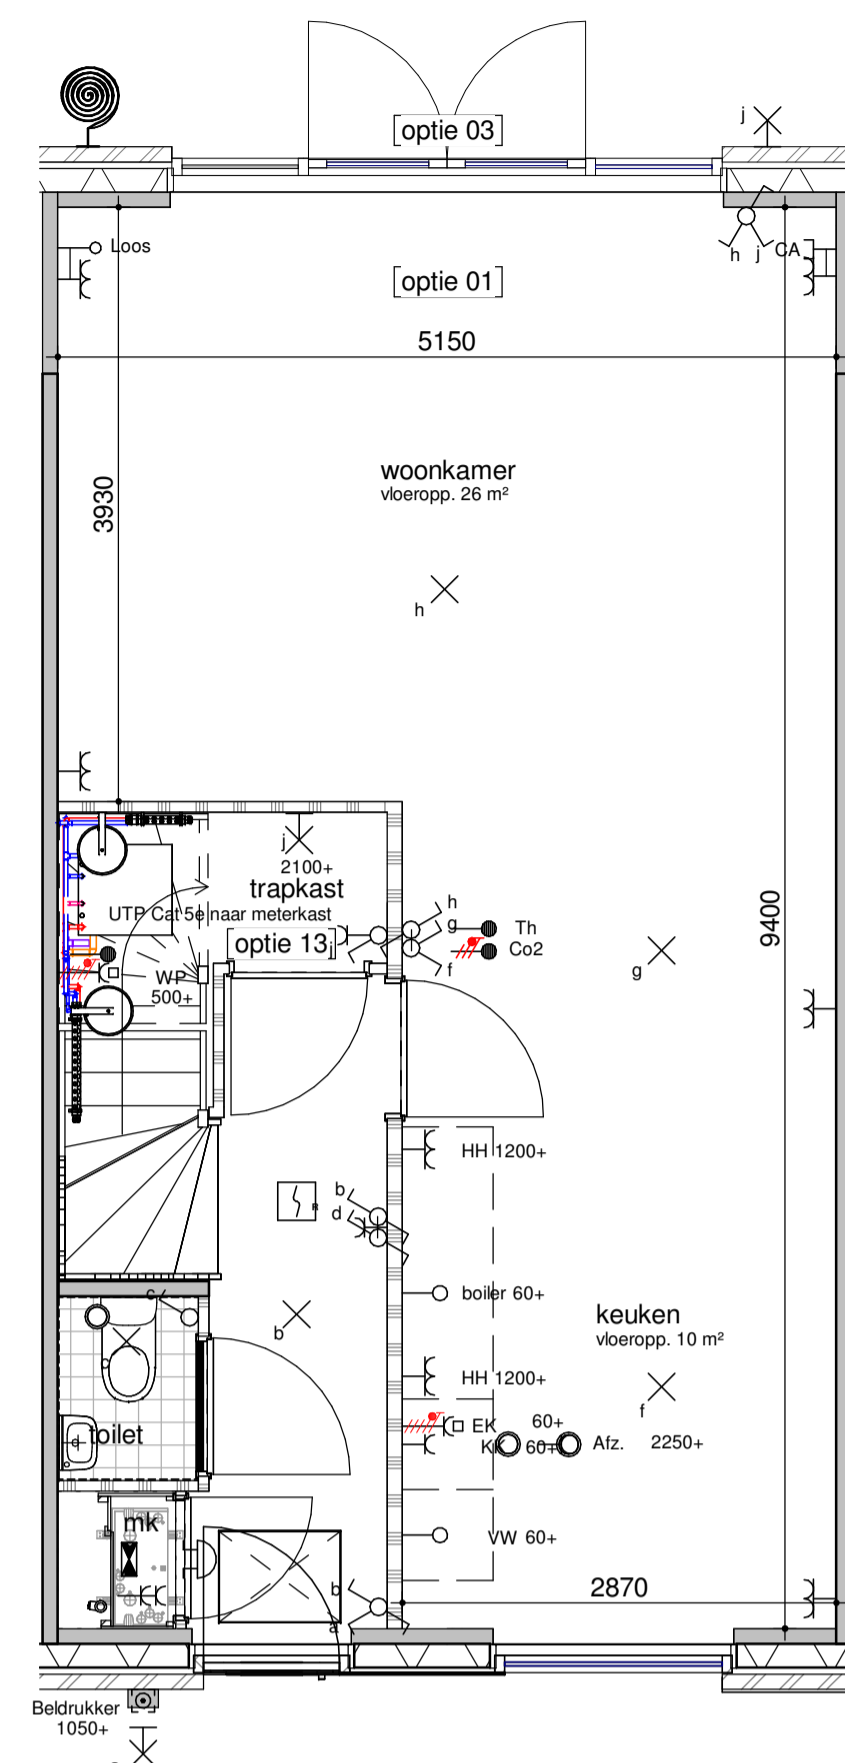 optie 03
j
Loos
h j CA
optie 01
5150
woonkamer
vloeropp. 26 m²
3930
h
j
2100+
trapkast
UTP Cat 5e naar meterkast
optie 13
j
h
g
f
Th
Co2
9400
g
WP
500+
HH 1200+
b
d
R
c
boiler 60+
b
keuken
vloeropp. 10 m²
HH 1200+
f
EK 60+
KK 60+
Afz. 2250+
toilet
mk
VW 60+
b
a
2870
Beldrukker
1050+